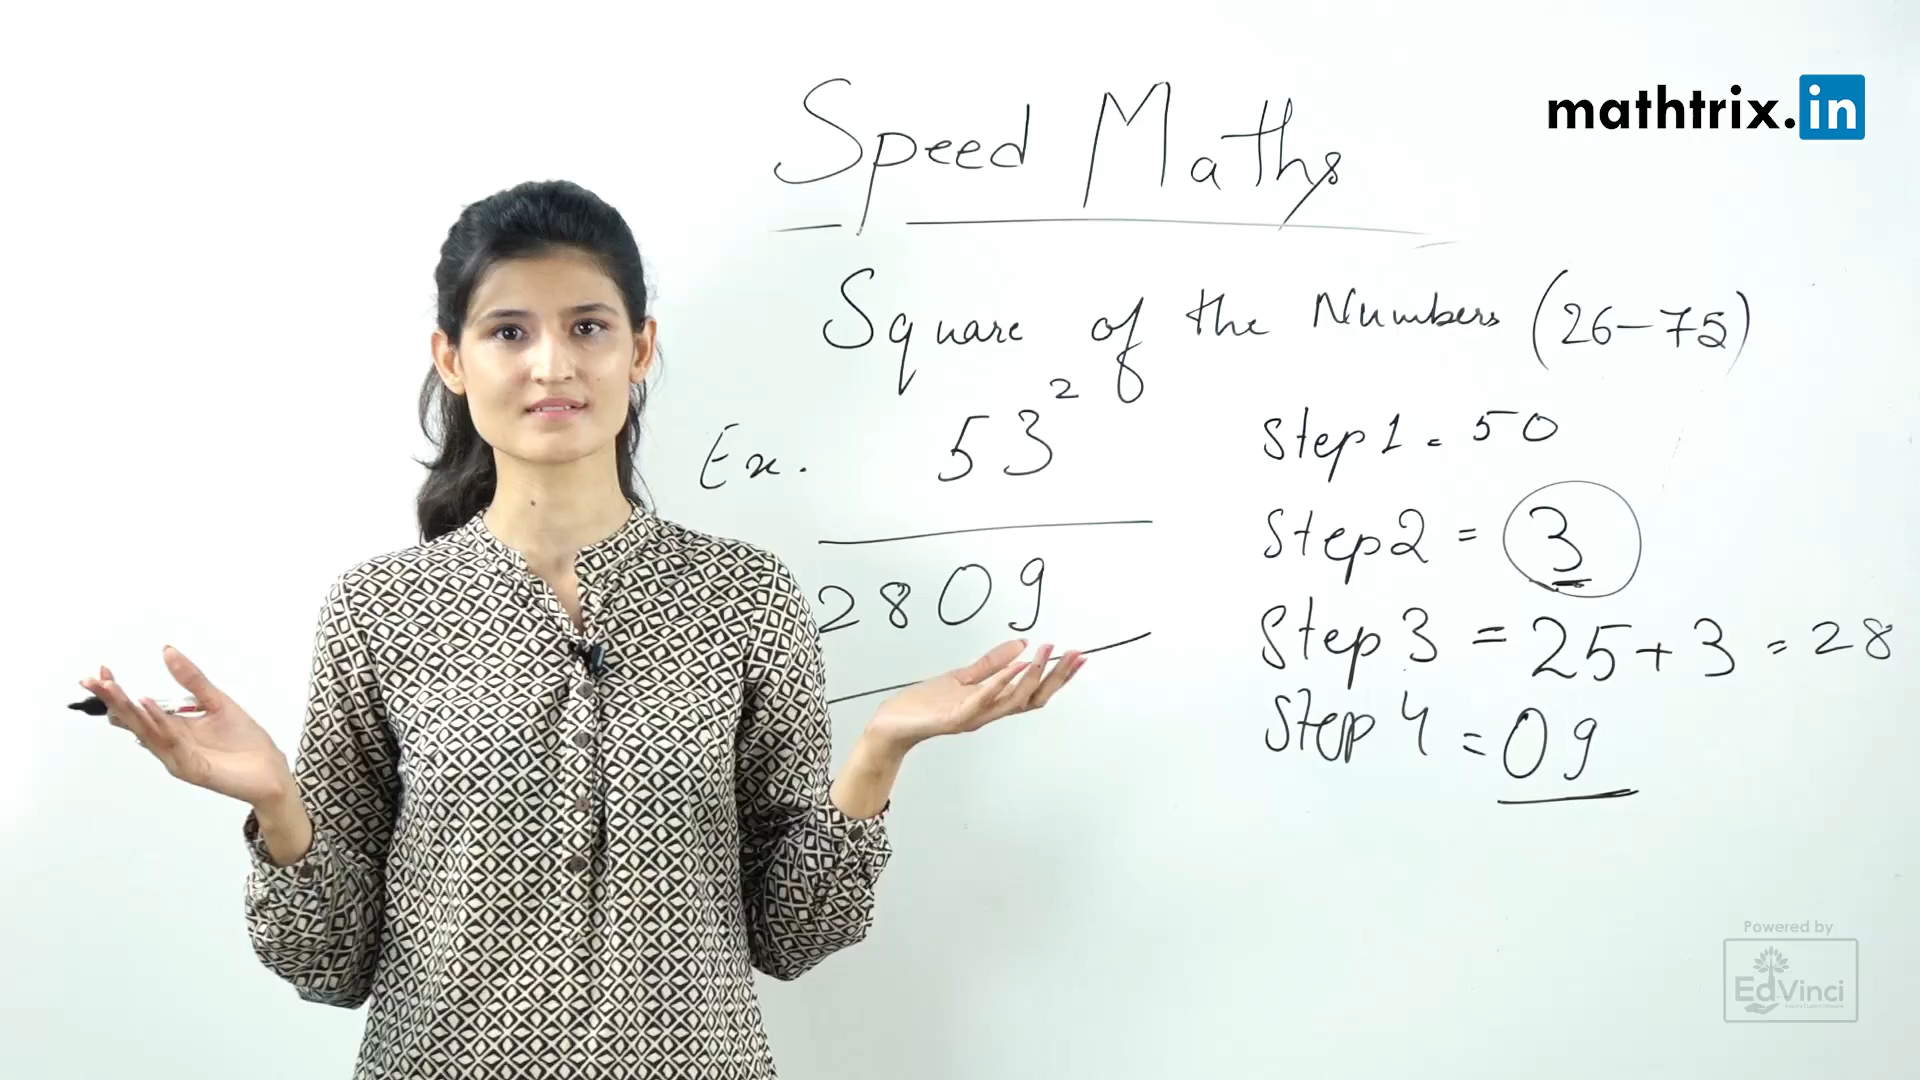 mathtrix.in
Speed Maths
Square of the Numbers (26-75)
Ex. 53²
2809
Step 1 = 50
Step 2 = 3
Step 3 = 25+3 = 28
Step 4 = 09
Powered by
EdVinci